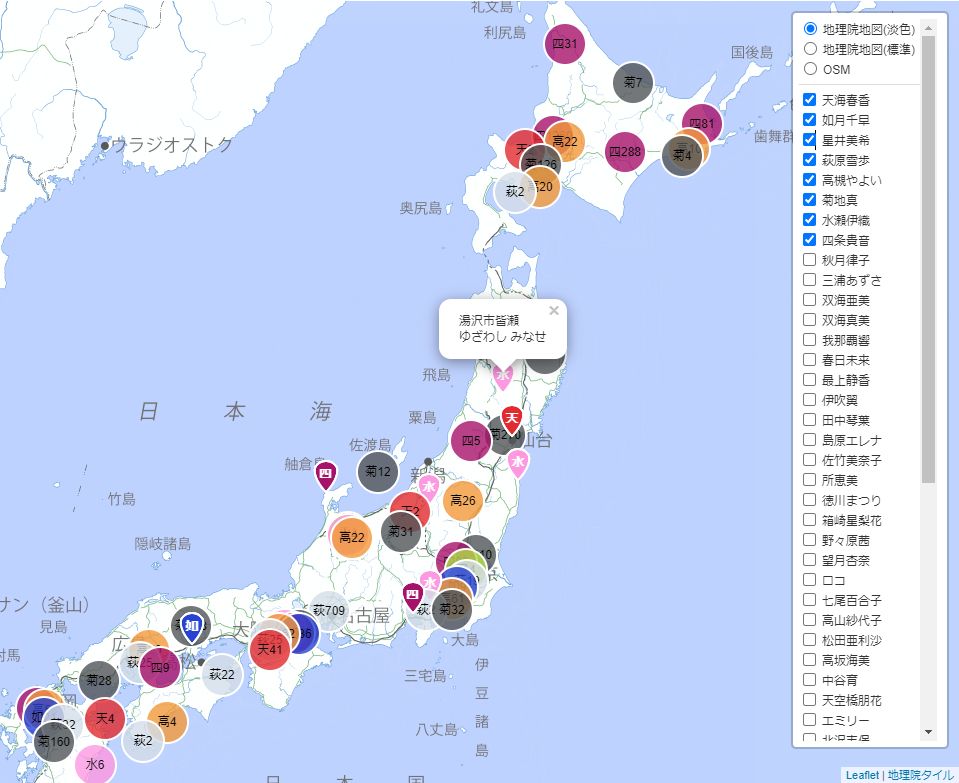 礼文島
利尻島
四31
国後島
菊7
ウラジオストク
四81
歯舞群
高22
四288
菊4
菊126
高20
萩2
奥尻島
湯沢市皆瀬
ゆざわし みなせ
×
水
飛島
天
粟島
四5
山台
日本海
佐渡島
舳倉島
四
菊12
水
水
高26
竹島
菊31
高22
隠岐諸島
水
四
サン（釜山）
萩709
名古屋
菊32
見島
如
大島
天41
四9
萩22
三宅島
伊豆諸島
菊28
天4
高4
八丈島
菊160
萩2
水6
日本国
地理院地図(淡色)
地理院地図(標準)
OSM
天海春香
如月千早
星井美希
萩原雪歩
高槻やよい
菊地真
水瀬伊織
四条貴音
秋月律子
三浦あずさ
双海亜美
双海真美
我那覇響
春日未来
最上静香
伊吹翼
田中琴葉
島原エレナ
佐竹美奈子
所恵美
徳川まつり
箱崎星梨花
野々原茜
望月杏奈
ロコ
七尾百合子
高山紗代子
松田亜利沙
高坂海美
中谷育
天空橋朋花
エミリー
北沢志保
Leaflet | 地理院タイル